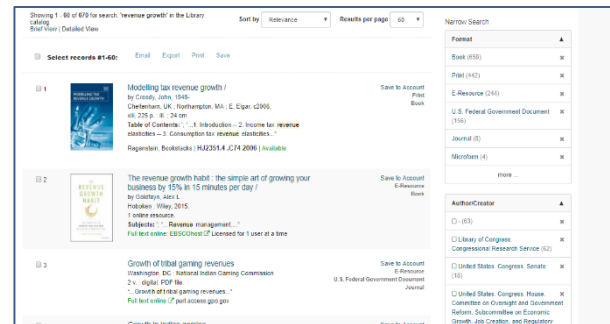 Showing 1 - 60 of 670 for search: 'revenue growth' in the Library catalog
Brief View | Detailed View
Sort by Relevance
Results per page 60
Select records #1-60: Email Export Print Save
1
MODELLING TAX REVENUE GROWTH
Modelling tax revenue growth /
by Creedy, John, 1949-
Cheltenham, UK ; Northampton, MA : E. Elgar, c2006.
xiii, 225 p. : ill. ; 24 cm
Table of Contents: "...1. Introduction -- 2. Income tax revenue
elasticities -- 3. Consumption tax revenue elasticities..."
Regenstein, Bookstacks | HJ2351.4 .C74 2006 | Available
Save to Account
Print
Book
2
REVENUE GROWTH HABIT
The revenue growth habit : the simple art of growing your
business by 15% in 15 minutes per day /
by Goldfayn, Alex L
Hoboken : Wiley, 2015.
1 online resource.
Subjects: "... Revenue management...."
Full text online: EBSCOhost Licensed for 1 user at a time
Save to Account
E-Resource
Book
3
Growth of tribal gaming revenues
Washington, DC : National Indian Gaming Commission
2 v. : digital, PDF file.
"...Growth of tribal gaming revenues..."
Full text online purl.access.gpo.gov
Save to Account
E-Resource
U.S. Federal Government Document
Journal
Narrow Search
Format
Book (659)
Print (442)
E-Resource (244)
U.S. Federal Government Document
(156)
Journal (8)
Microform (4)
more ...
Author/Creator
- (63)
Library of Congress.
Congressional Research Service (62)
United States. Congress. Senate
(18)
United States. Congress. House.
Committee on Oversight and Government
Reform. Subcommittee on Economic
Growth, Job Creation, and Regulatory